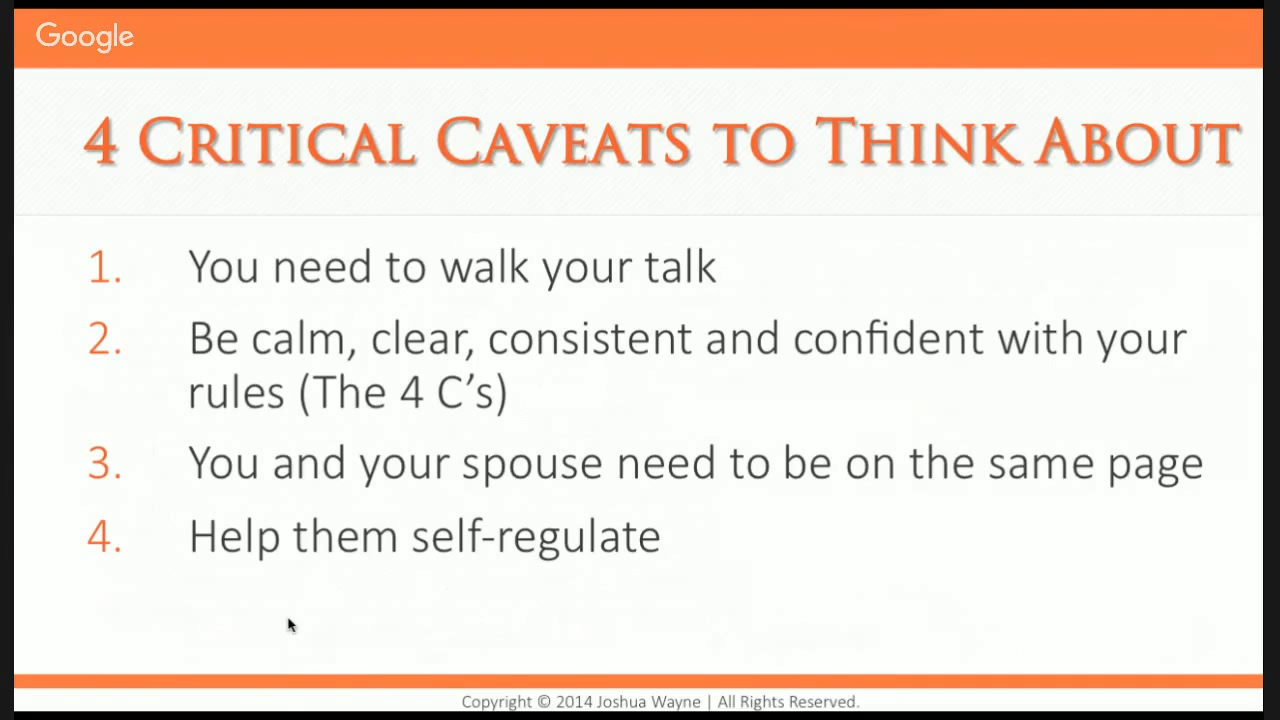 Google
4 Critical Caveats to Think About
1. You need to walk your talk
2. Be calm, clear, consistent and confident with your
rules (The 4 C’s)
3. You and your spouse need to be on the same page
4. Help them self-regulate
Copyright © 2014 Joshua Wayne | All Rights Reserved.